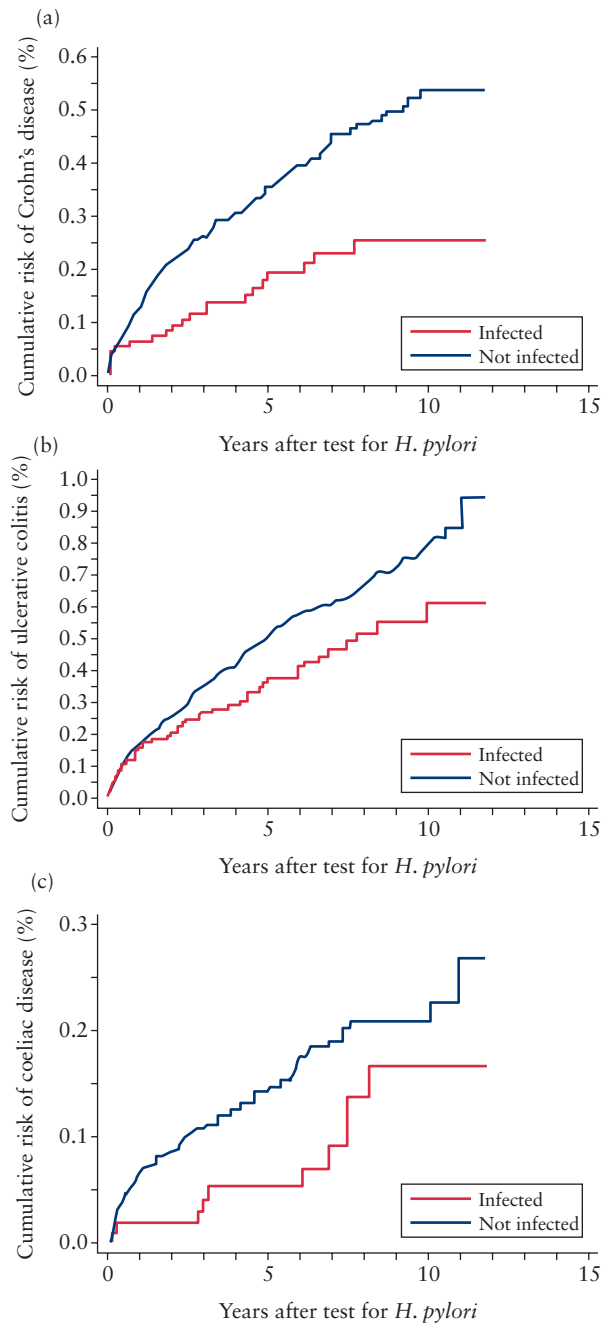 (a)
Cumulative risk of Crohn's disease (%)
0.6
0.5
0.4
0.3
0.2
0.1
0.0
Infected
Not infected
0 5 10 15
Years after test for H. pylori
(b)
Cumulative risk of ulcerative colitis (%)
1.0
0.9
0.8
0.7
0.6
0.5
0.4
0.3
0.2
0.1
0.0
Infected
Not infected
0 5 10 15
Years after test for H. pylori
(c)
Cumulative risk of coeliac disease (%)
0.3
0.2
0.1
0.0
Infected
Not infected
0 5 10 15
Years after test for H. pylori